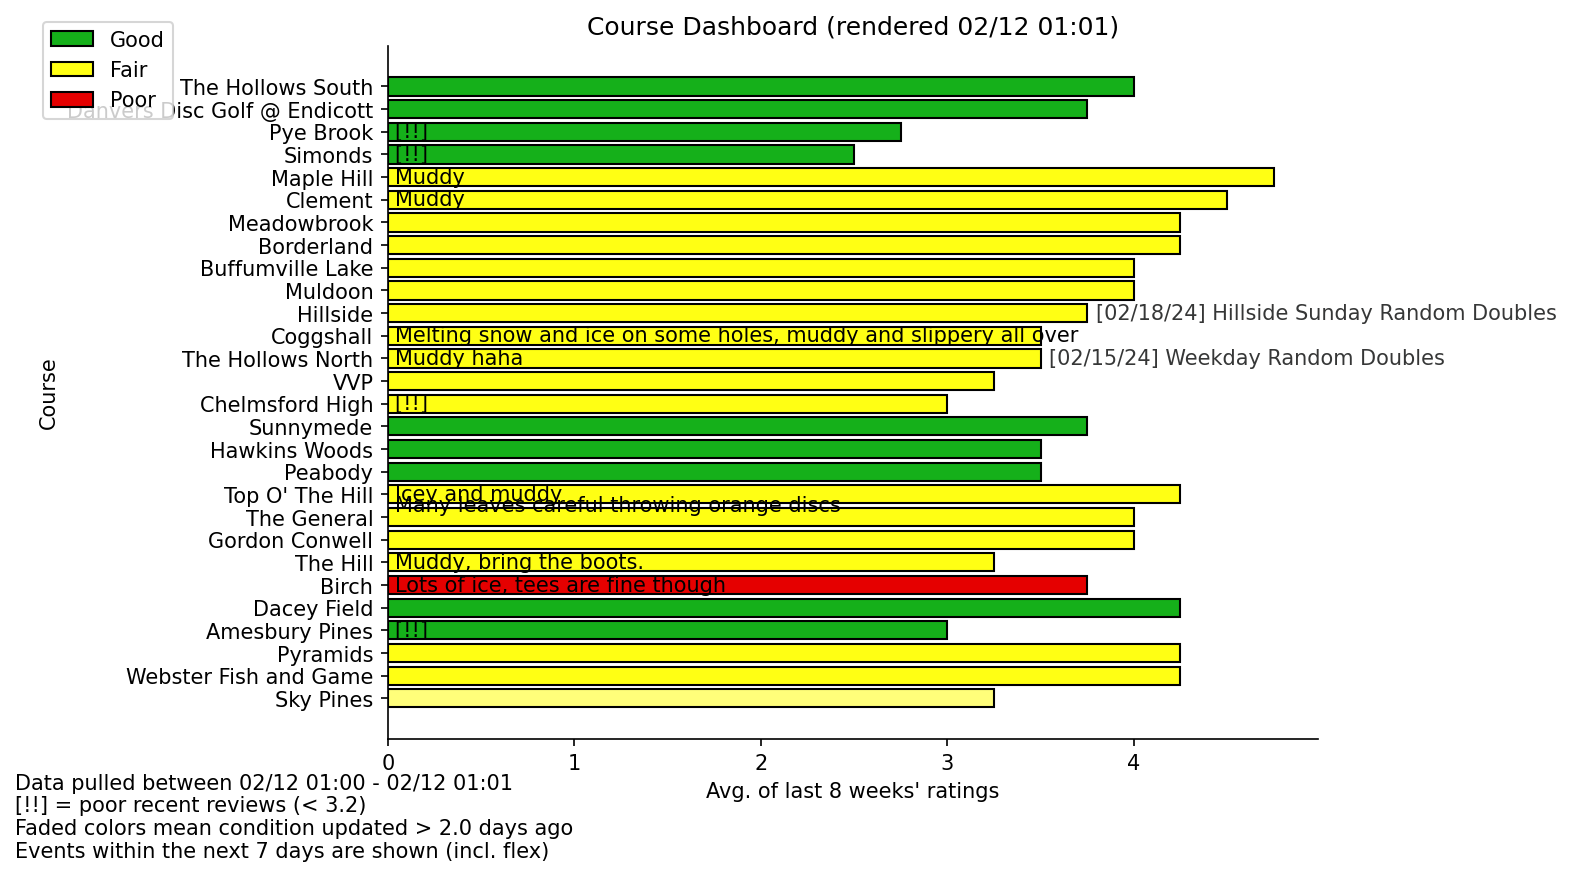 Course Dashboard (rendered 02/12 01:01)
Good
Fair
Poor
The Hollows South
Danvers Disc Golf @ Endicott
Pye Brook [!!]
Simonds [!!]
Maple Hill Muddy
Clement Muddy
Meadowbrook
Borderland
Buffumville Lake
Muldoon
Hillside [02/18/24] Hillside Sunday Random Doubles
Coggshall Melting snow and ice on some holes, muddy and slippery all over
The Hollows North Muddy haha [02/15/24] Weekday Random Doubles
VVP
Chelmsford High [!!]
Sunnymede
Hawkins Woods
Peabody
Top O' The Hill Icey and muddy
Many leaves careful throwing orange discs
The General
Gordon Conwell
The Hill Muddy, bring the boots.
Birch Lots of ice, tees are fine though
Dacey Field
Amesbury Pines [!!]
Pyramids
Webster Fish and Game
Sky Pines
Course
0 1 2 3 4
Avg. of last 8 weeks' ratings
Data pulled between 02/12 01:00 - 02/12 01:01
[!!] = poor recent reviews (< 3.2)
Faded colors mean condition updated > 2.0 days ago
Events within the next 7 days are shown (incl. flex)